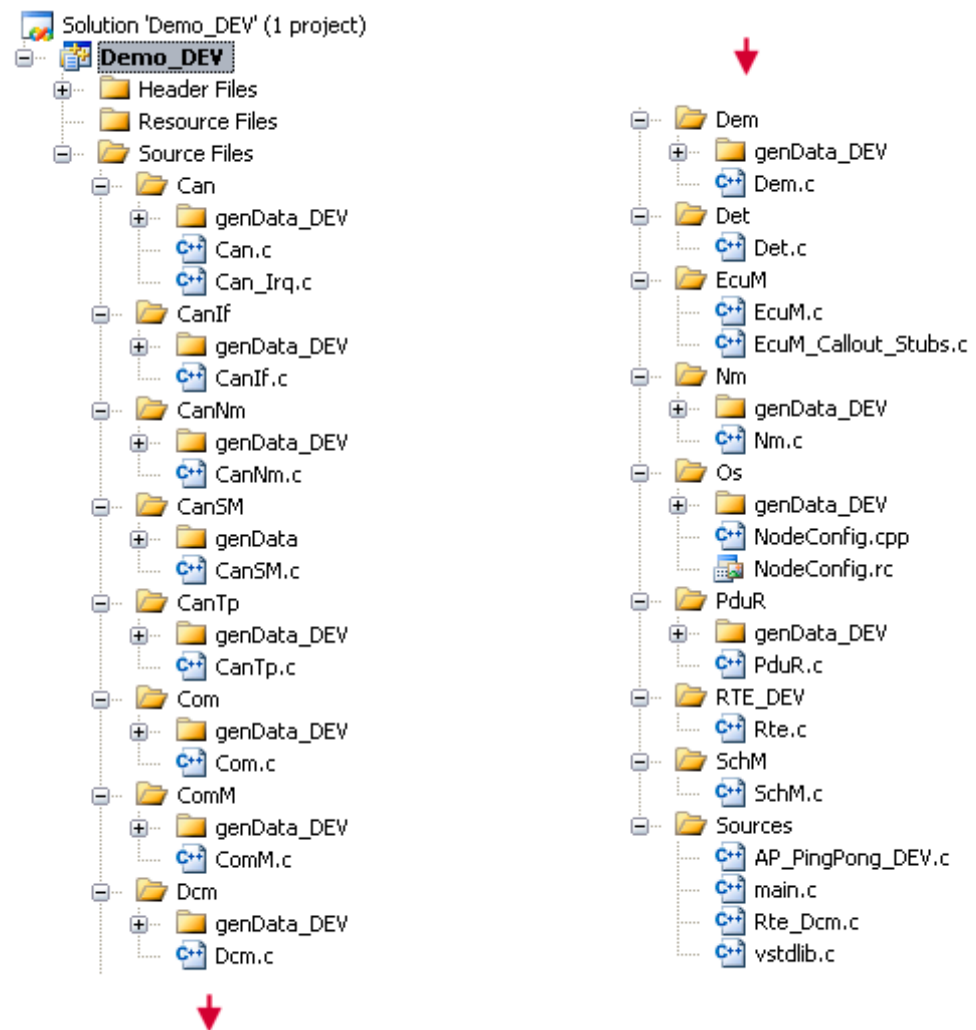 Solution 'Demo_DEV' (1 project)
Demo_DEV
Header Files
Resource Files
Source Files
Can
genData_DEV
Can.c
Can_Irq.c
CanIf
genData_DEV
CanIf.c
CanNm
genData_DEV
CanNm.c
CanSM
genData
CanSM.c
CanTp
genData_DEV
CanTp.c
Com
genData_DEV
Com.c
ComM
genData_DEV
ComM.c
Dcm
genData_DEV
Dcm.c
Dem
genData_DEV
Dem.c
Det
Det.c
EcuM
EcuM.c
EcuM_Callout_Stubs.c
Nm
genData_DEV
Nm.c
Os
genData_DEV
NodeConfig.cpp
NodeConfig.rc
PduR
genData_DEV
PduR.c
RTE_DEV
Rte.c
SchM
SchM.c
Sources
AP_PingPong_DEV.c
main.c
Rte_Dcm.c
vstdlib.c